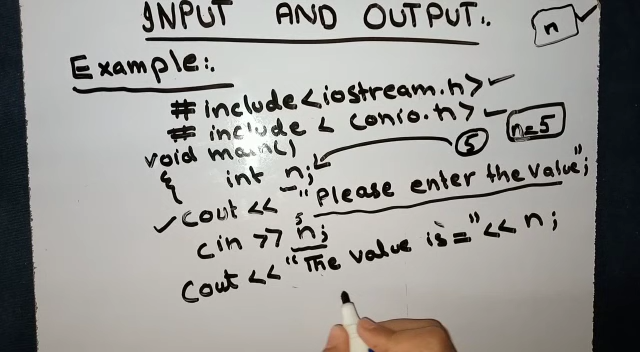 INPUT AND OUTPUT:.
n
Example:.
# include<iostream.h>
# include < conio.h>
void main()
5
n=5
{ int n;
cout << "Please enter the value";
5
cin >> n;
Cout << "The value is=" << n;